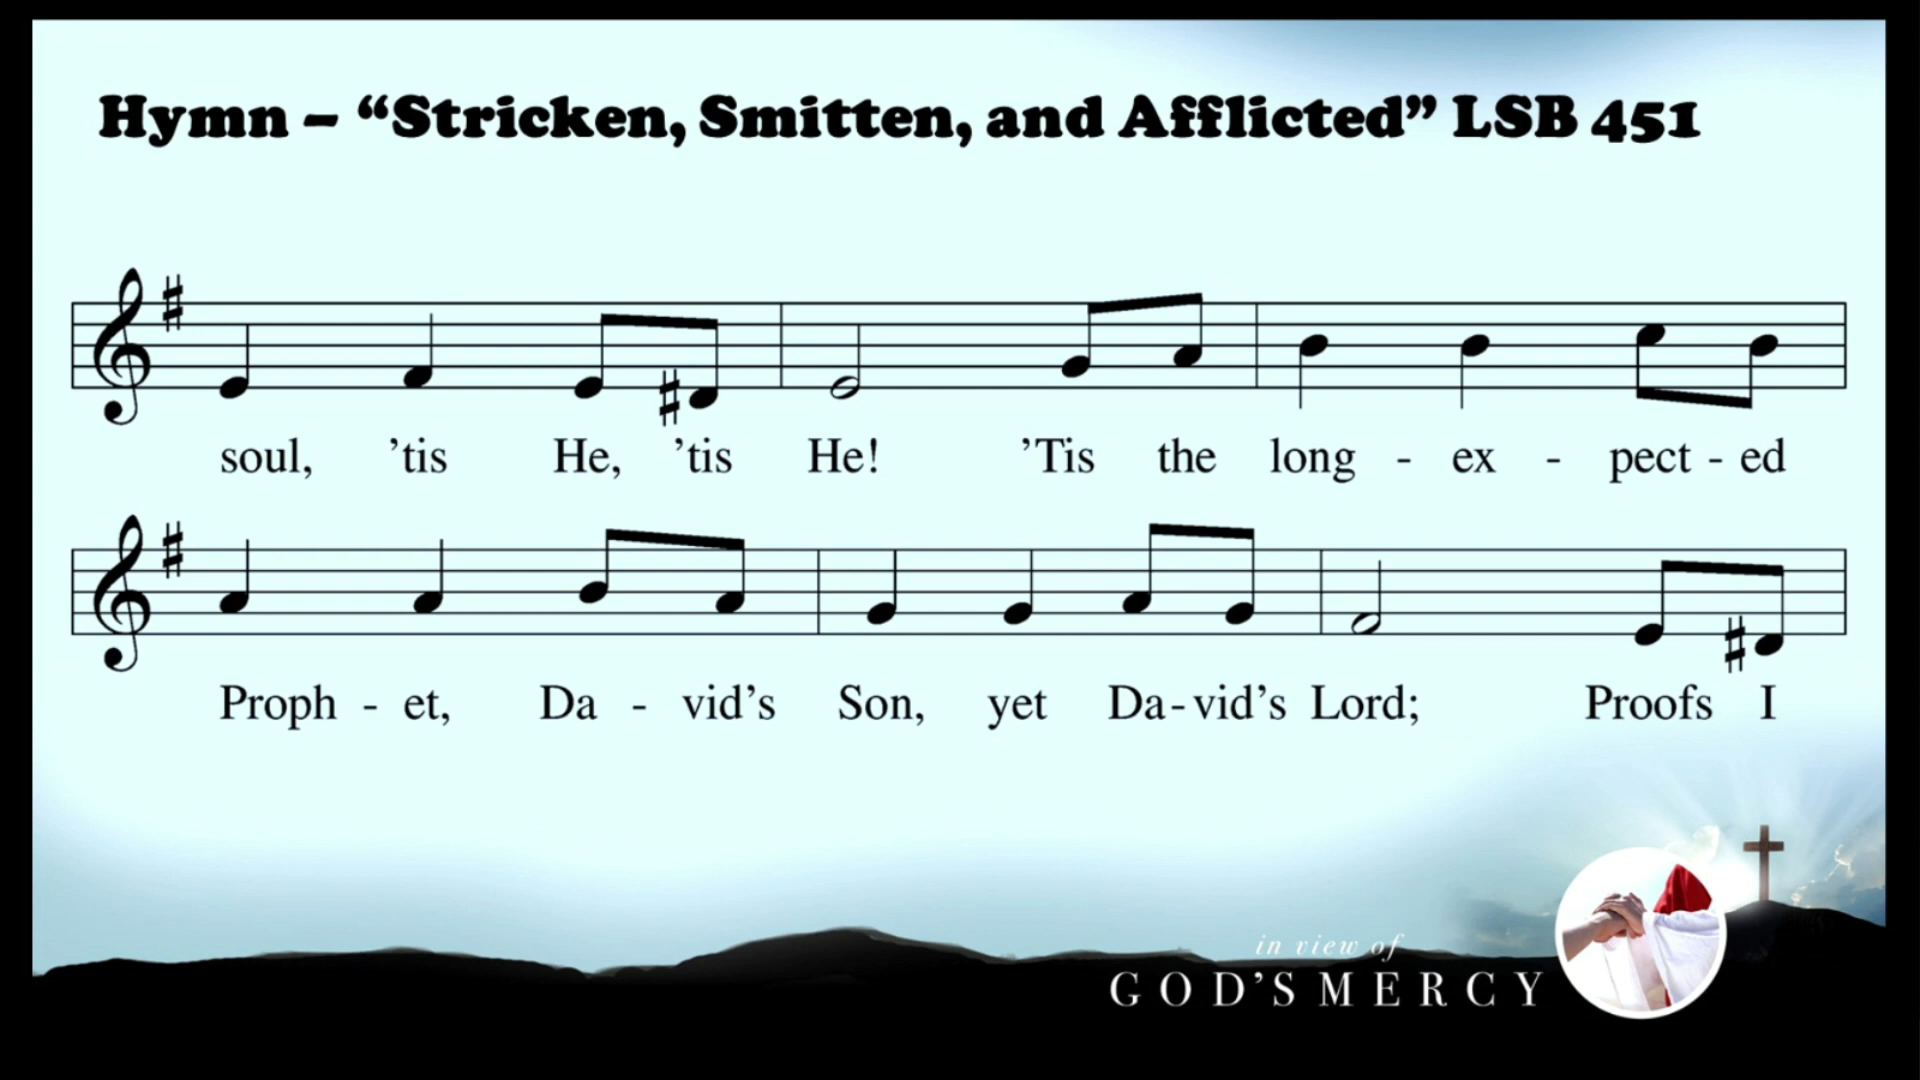 Hymn – “Stricken, Smitten, and Afflicted” LSB 451
soul, ’tis He, ’tis He! ’Tis the long - ex - pect - ed
Proph - et, Da - vid’s Son, yet Da - vid’s Lord; Proofs I
in view of
GOD’S MERCY